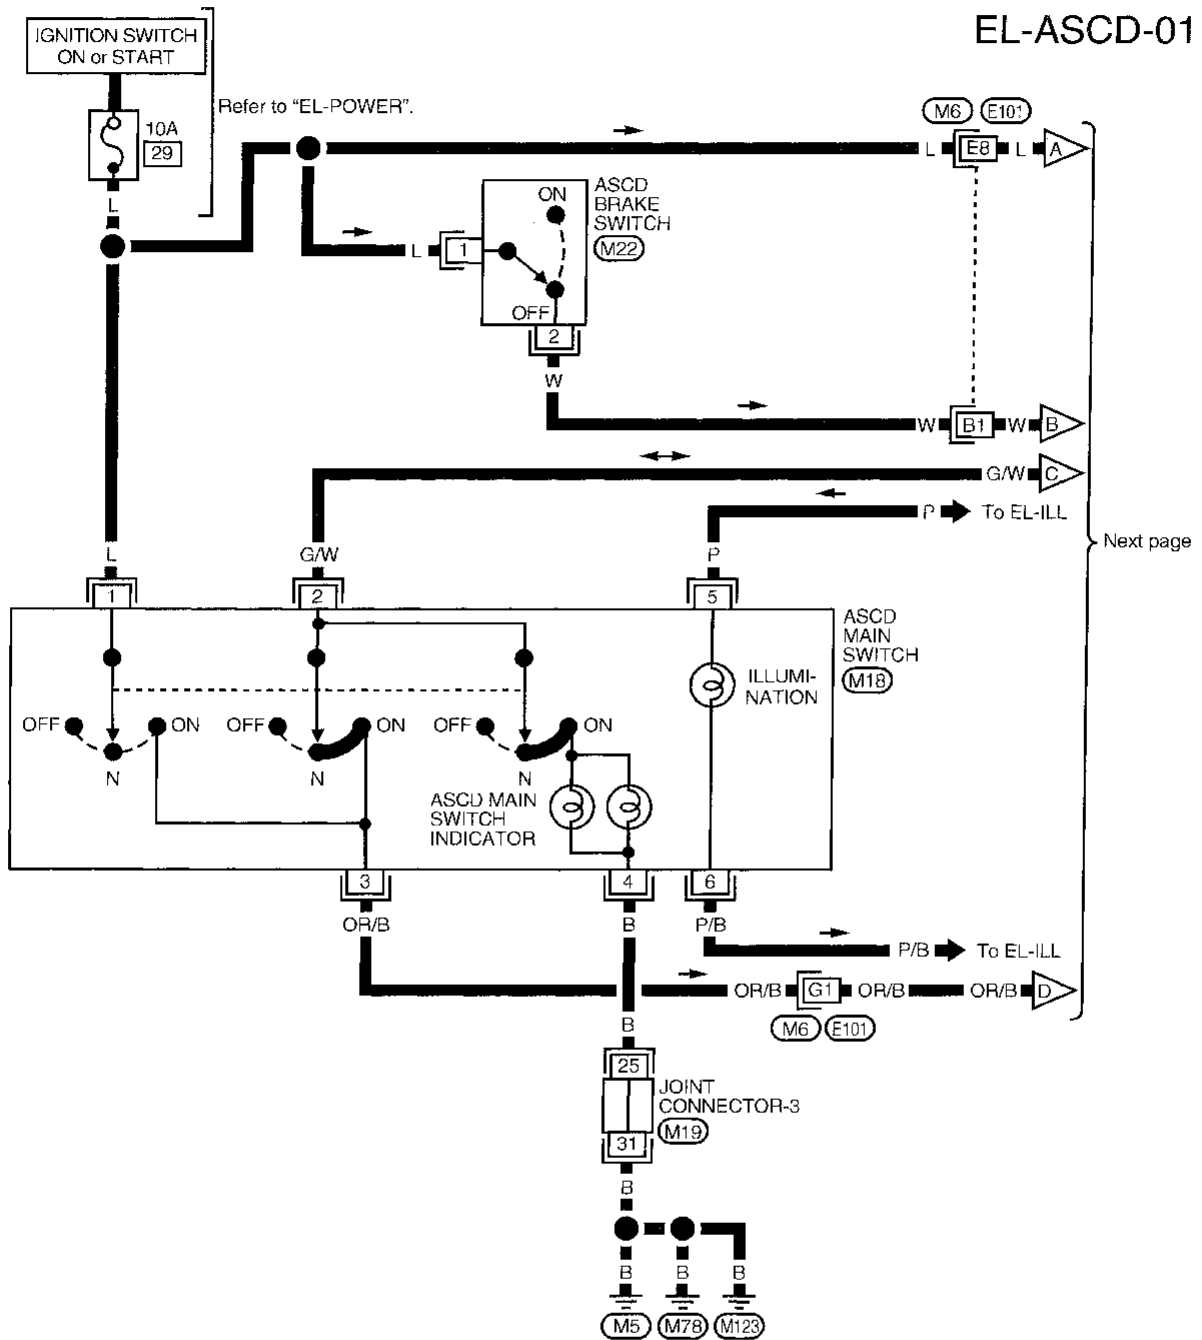 EL-ASCD-01
IGNITION SWITCH
ON or START
Refer to "EL-POWER".
10A
29
M6 E101
L E8 L A
L
ASCD
BRAKE
SWITCH
M22
ON
L 1
OFF
2
W
W B1 W B
G/W C
P To EL-ILL
Next page
L G/W P
1 2 5
ASCD
MAIN
SWITCH
M18
ILLUMI-
NATION
OFF ON OFF ON OFF ON
N N N
ASCD MAIN
SWITCH
INDICATOR
3 4 6
OR/B B P/B
P/B To EL-ILL
OR/B G1 OR/B OR/B D
M6 E101
B
25
JOINT
CONNECTOR-3
M19
31
B
B B B
M5 M78 M123